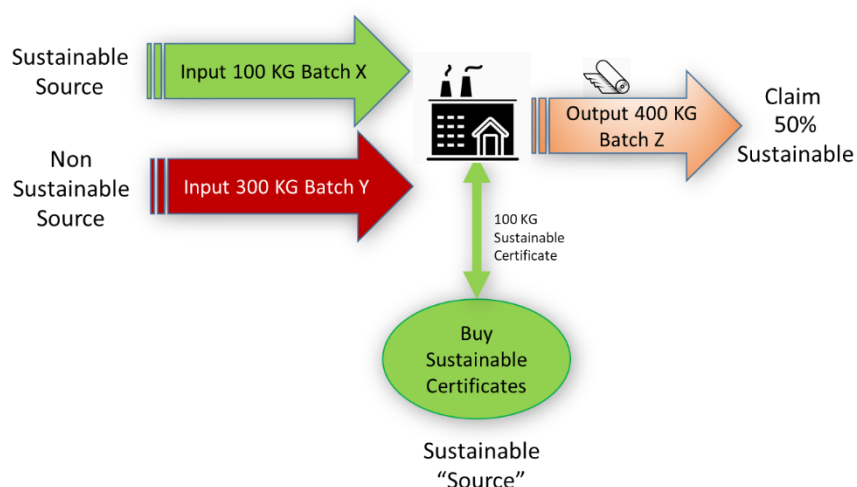 Sustainable
Source
Input 100 KG Batch X
Non
Sustainable
Source
Input 300 KG Batch Y
Output 400 KG
Batch Z
Claim
50%
Sustainable
100 KG
Sustainable
Certificate
Buy
Sustainable
Certificates
Sustainable
“Source”